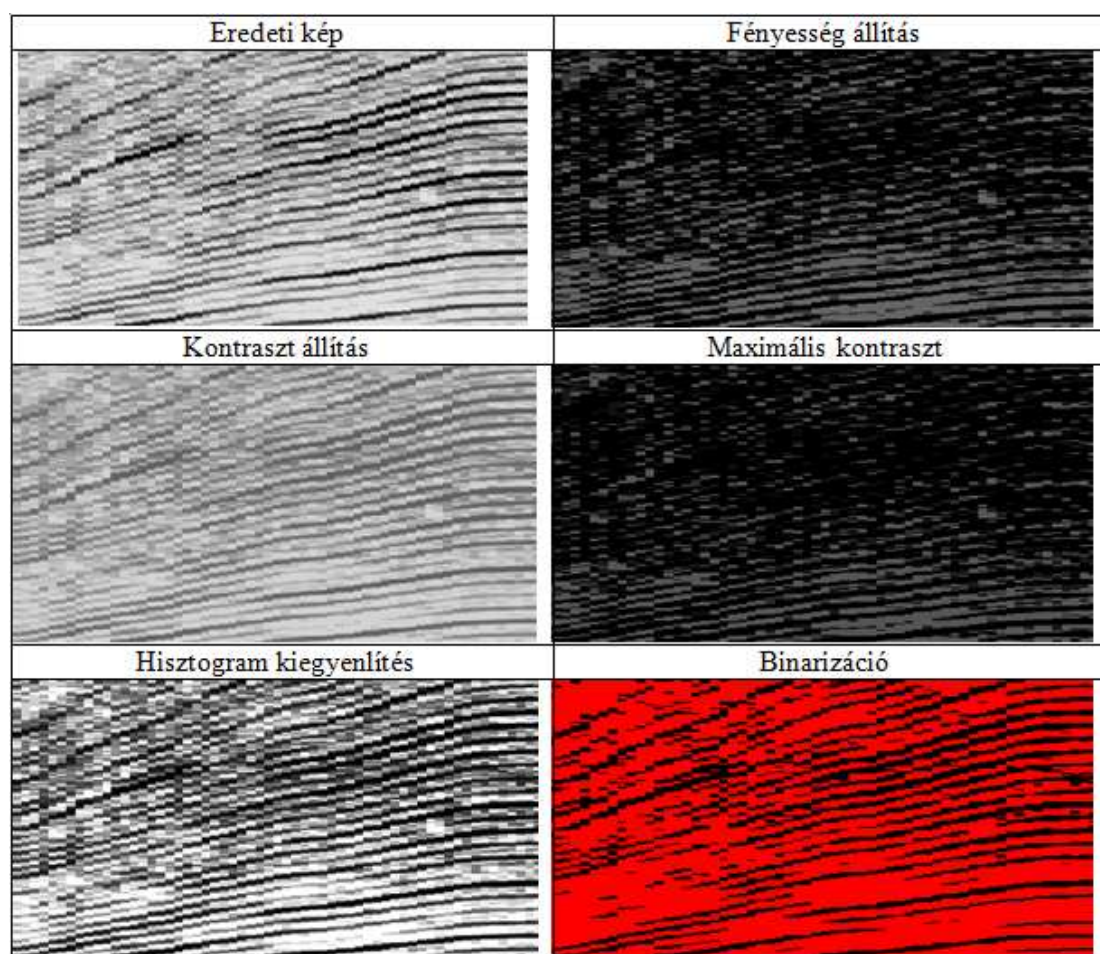 Eredeti kép
Fényesség állítás
Kontraszt állítás
Maximális kontraszt
Hisztogram kiegyenlítés
Binarizáció